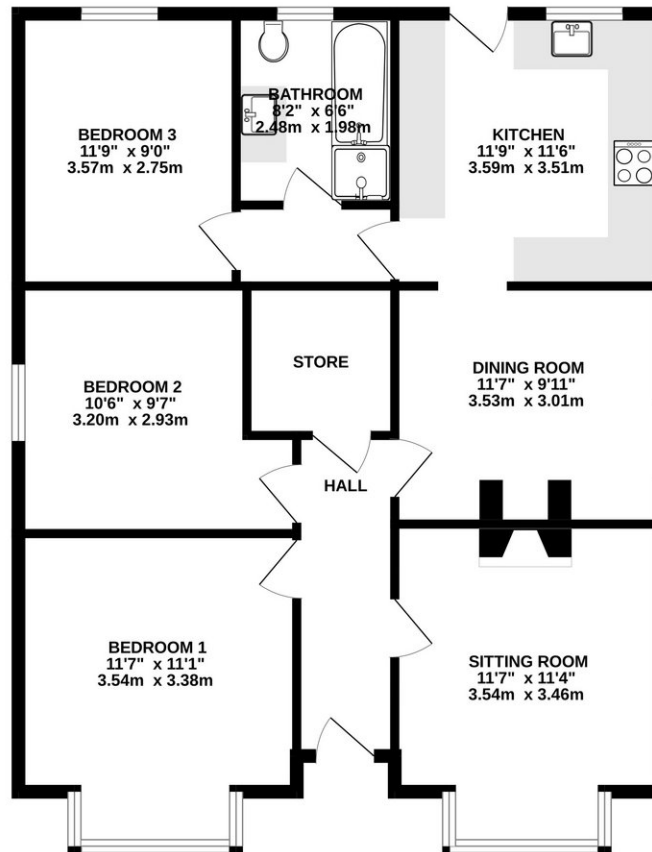 BEDROOM 3
11'9" x 9'0"
3.57m x 2.75m
BATHROOM
8'2" x 6'6"
2.48m x 1.98m
KITCHEN
11'9" x 11'6"
3.59m x 3.51m
BEDROOM 2
10'6" x 9'7"
3.20m x 2.93m
STORE
DINING ROOM
11'7" x 9'11"
3.53m x 3.01m
HALL
BEDROOM 1
11'7" x 11'1"
3.54m x 3.38m
SITTING ROOM
11'7" x 11'4"
3.54m x 3.46m